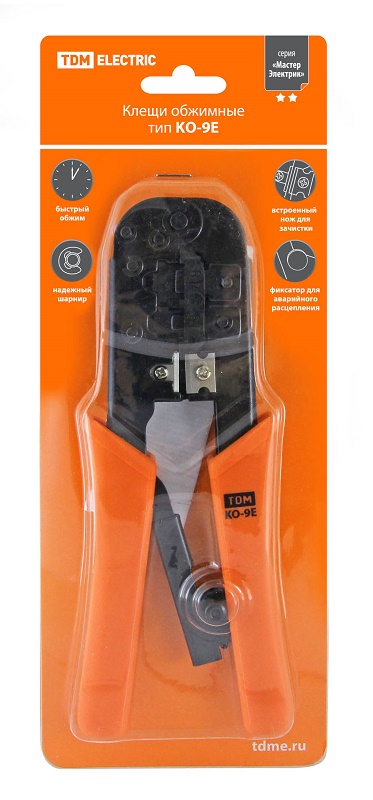 TDM ELECTRIC
серия
«Мастер
Электрик»
Клещи обжимные
тип КО-9Е
быстрый
обжим
встроенный
нож для
зачистки
надежный
шарнир
фиксатор для
аварийного
расцепления
TDM
КО-9Е
tdme.ru